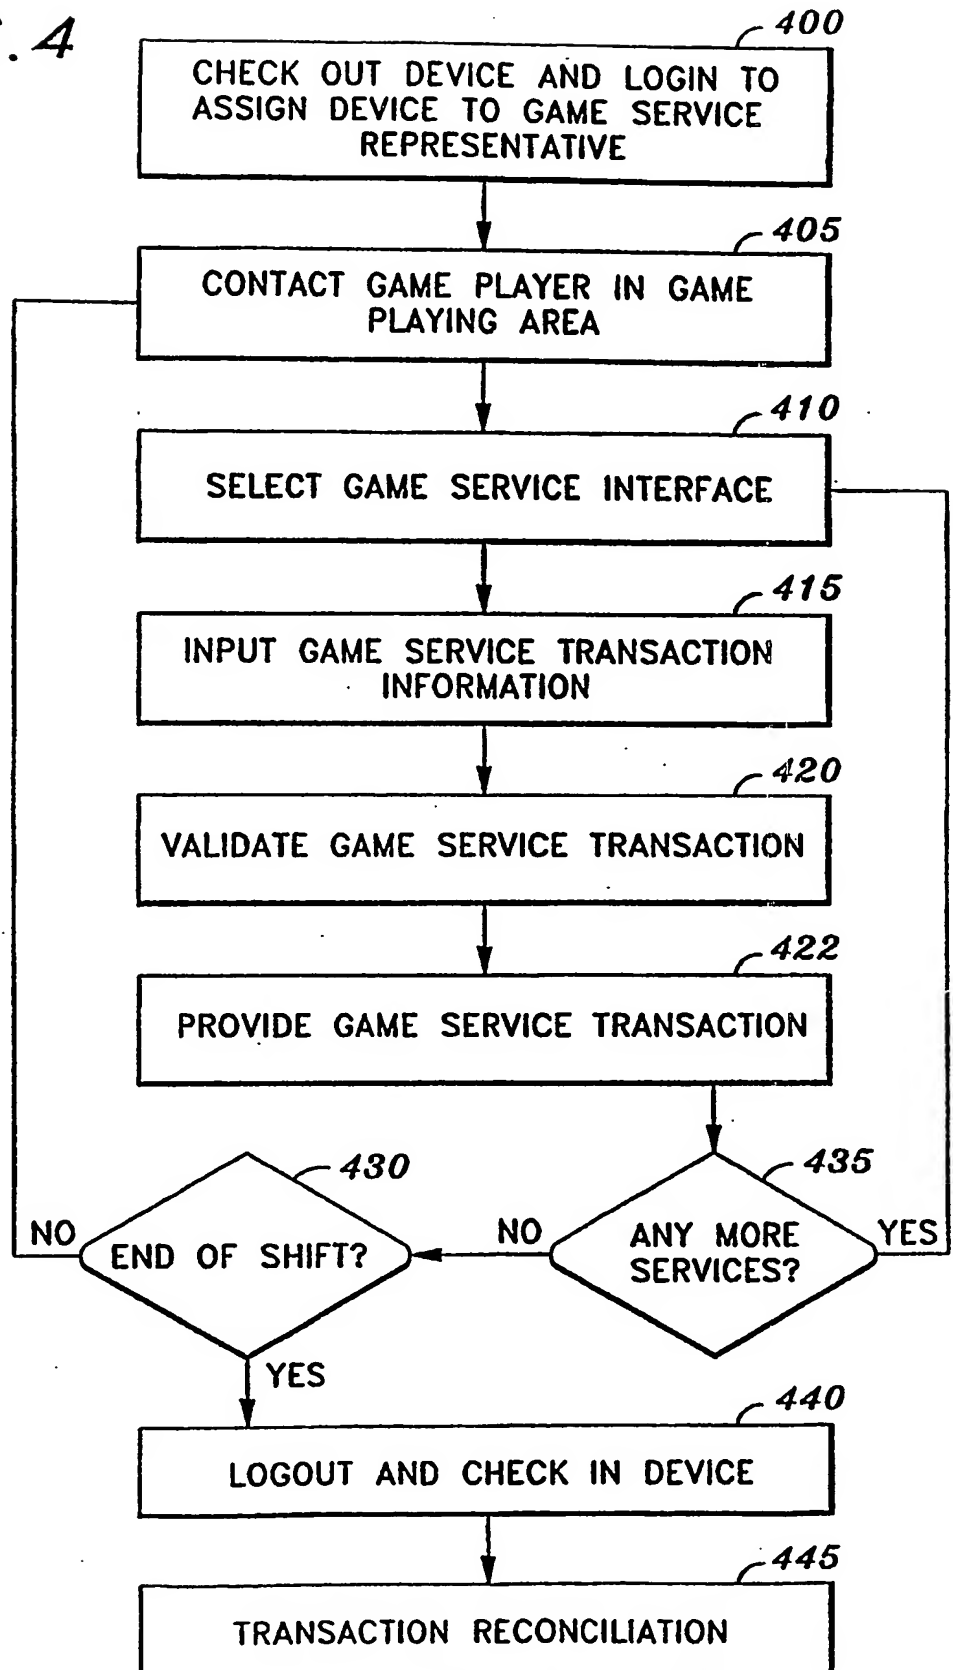 . 4
400
CHECK OUT DEVICE AND LOGIN TO
ASSIGN DEVICE TO GAME SERVICE
REPRESENTATIVE
405
CONTACT GAME PLAYER IN GAME
PLAYING AREA
410
SELECT GAME SERVICE INTERFACE
415
INPUT GAME SERVICE TRANSACTION
INFORMATION
420
VALIDATE GAME SERVICE TRANSACTION
422
PROVIDE GAME SERVICE TRANSACTION
430
435
NO
END OF SHIFT?
NO
ANY MORE
SERVICES?
YES
YES
440
LOGOUT AND CHECK IN DEVICE
445
TRANSACTION RECONCILIATION